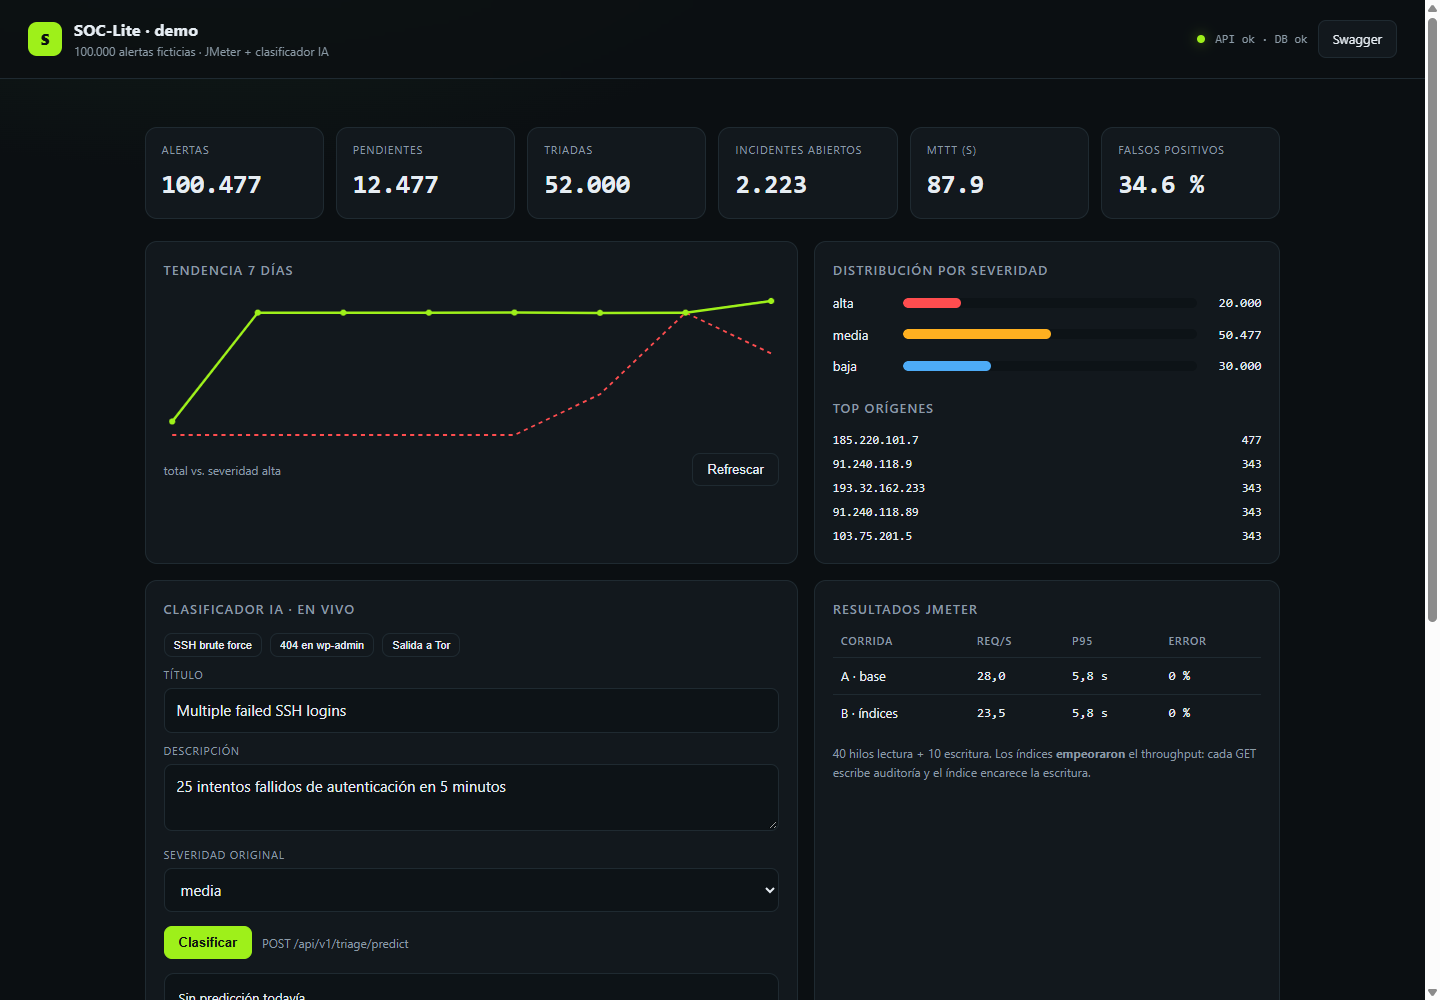 S
SOC-Lite · demo
100.000 alertas ficticias · JMeter + clasificador IA
API ok · DB ok
Swagger
ALERTAS
100.477
PENDIENTES
12.477
TRIADAS
52.000
INCIDENTES ABIERTOS
2.223
MTTT (S)
87.9
FALSOS POSITIVOS
34.6 %
TENDENCIA 7 DÍAS
total vs. severidad alta
Refrescar
DISTRIBUCIÓN POR SEVERIDAD
alta 20.000
media 50.477
baja 30.000
TOP ORÍGENES
185.220.101.7 477
91.240.118.9 343
193.32.162.233 343
91.240.118.89 343
103.75.201.5 343
CLASIFICADOR IA · EN VIVO
SSH brute force
404 en wp-admin
Salida a Tor
TÍTULO
Multiple failed SSH logins
DESCRIPCIÓN
25 intentos fallidos de autenticación en 5 minutos
SEVERIDAD ORIGINAL
media
Clasificar
POST /api/v1/triage/predict
Sin predicción todavía
RESULTADOS JMETER
CORRIDA REQ/S P95 ERROR
A · base 28,0 5,8 s 0 %
B · índices 23,5 5,8 s 0 %
40 hilos lectura + 10 escritura. Los índices empeoraron el throughput: cada GET
escribe auditoría y el índice encarece la escritura.